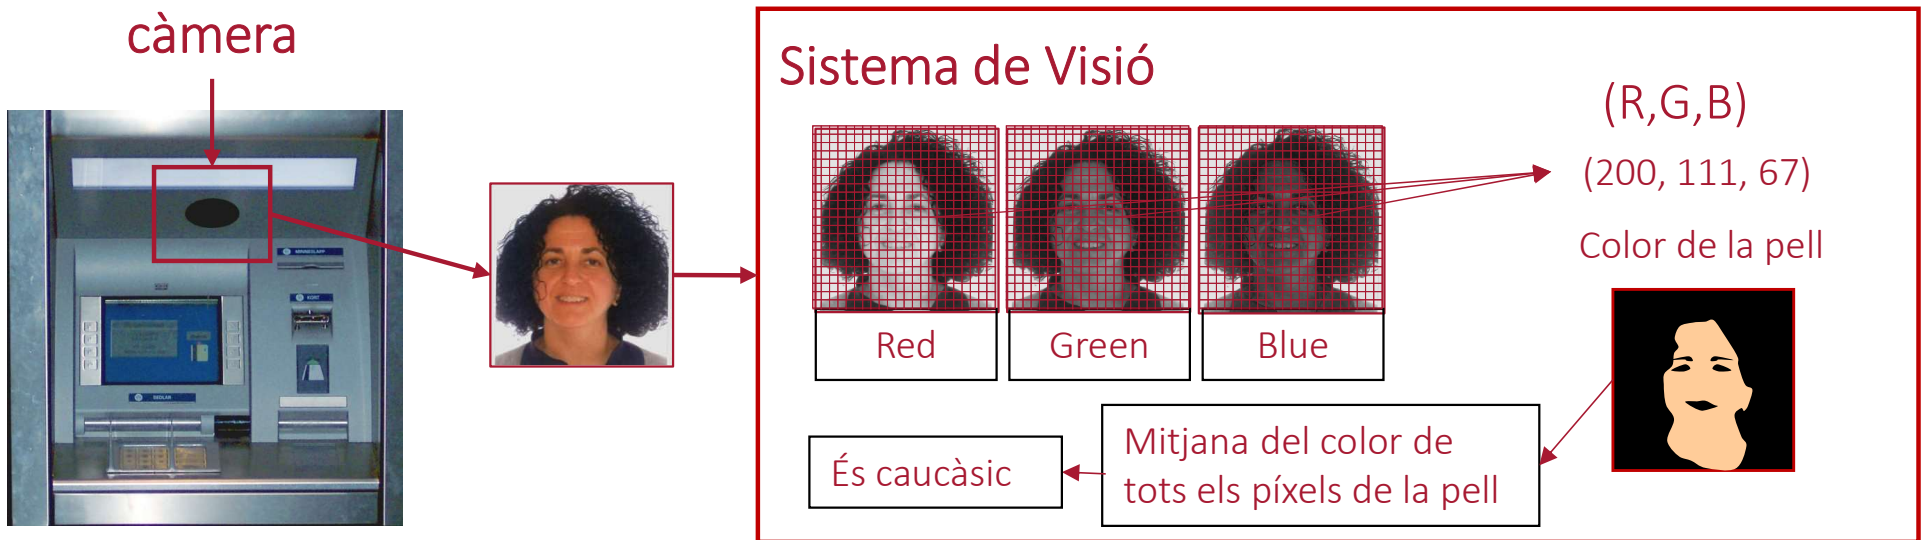 càmera
Sistema de Visió
(R,G,B)
(200, 111, 67)
Color de la pell
Red
Green
Blue
Mitjana del color de
tots els píxels de la pell
És caucàsic